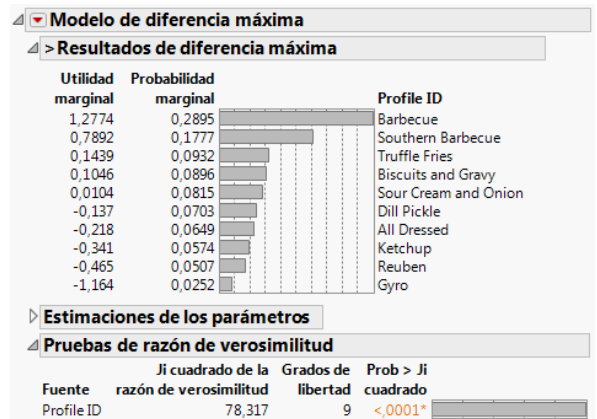 Modelo de diferencia máxima
> Resultados de diferencia máxima
Utilidad Probabilidad
marginal marginal Profile ID
1,2774 0,2895 Barbecue
0,7892 0,1777 Southern Barbecue
0,1439 0,0932 Truffle Fries
0,1046 0,0896 Biscuits and Gravy
0,0104 0,0815 Sour Cream and Onion
-0,137 0,0703 Dill Pickle
-0,218 0,0649 All Dressed
-0,341 0,0574 Ketchup
-0,465 0,0507 Reuben
-1,164 0,0252 Gyro
Estimaciones de los parámetros
Pruebas de razón de verosimilitud
Ji cuadrado de la Grados de Prob > Ji
Fuente razón de verosimilitud libertad cuadrado
Profile ID 78,317 9 <,0001*